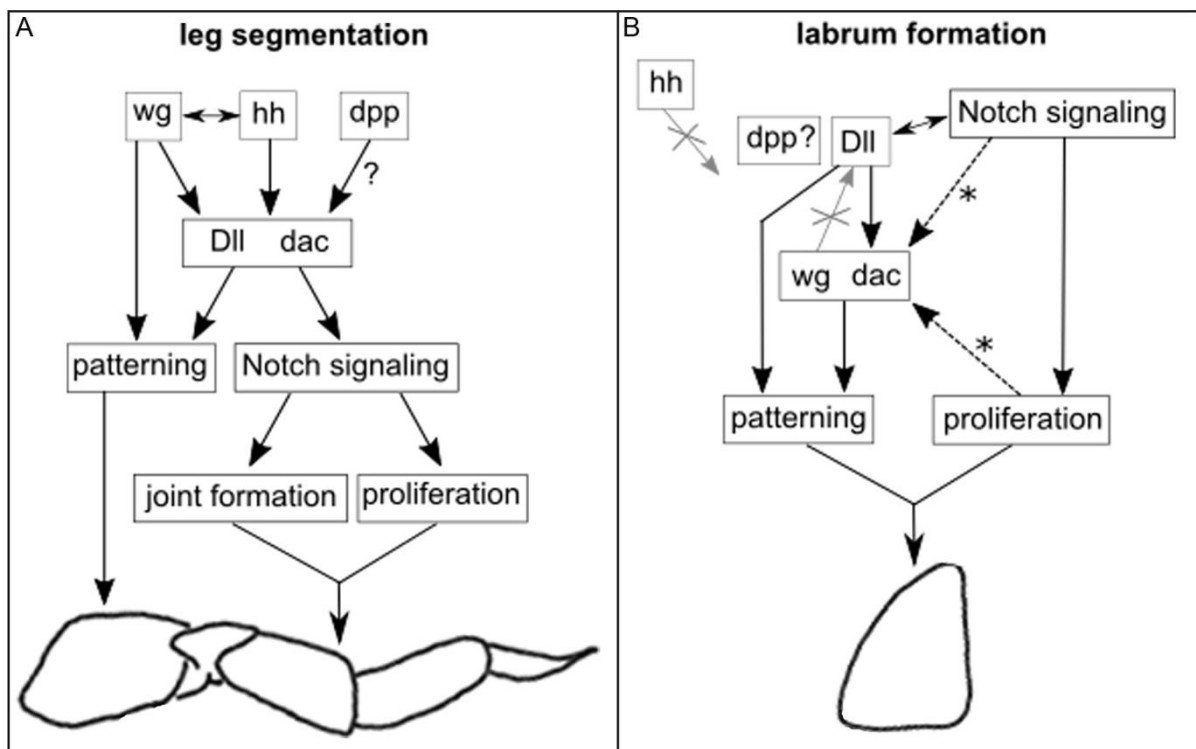 A
leg segmentation
wg
hh
dpp
?
Dll dac
patterning
Notch signaling
joint formation
proliferation
B
labrum formation
hh
dpp?
Dll
Notch signaling
*
wg dac
*
patterning
proliferation